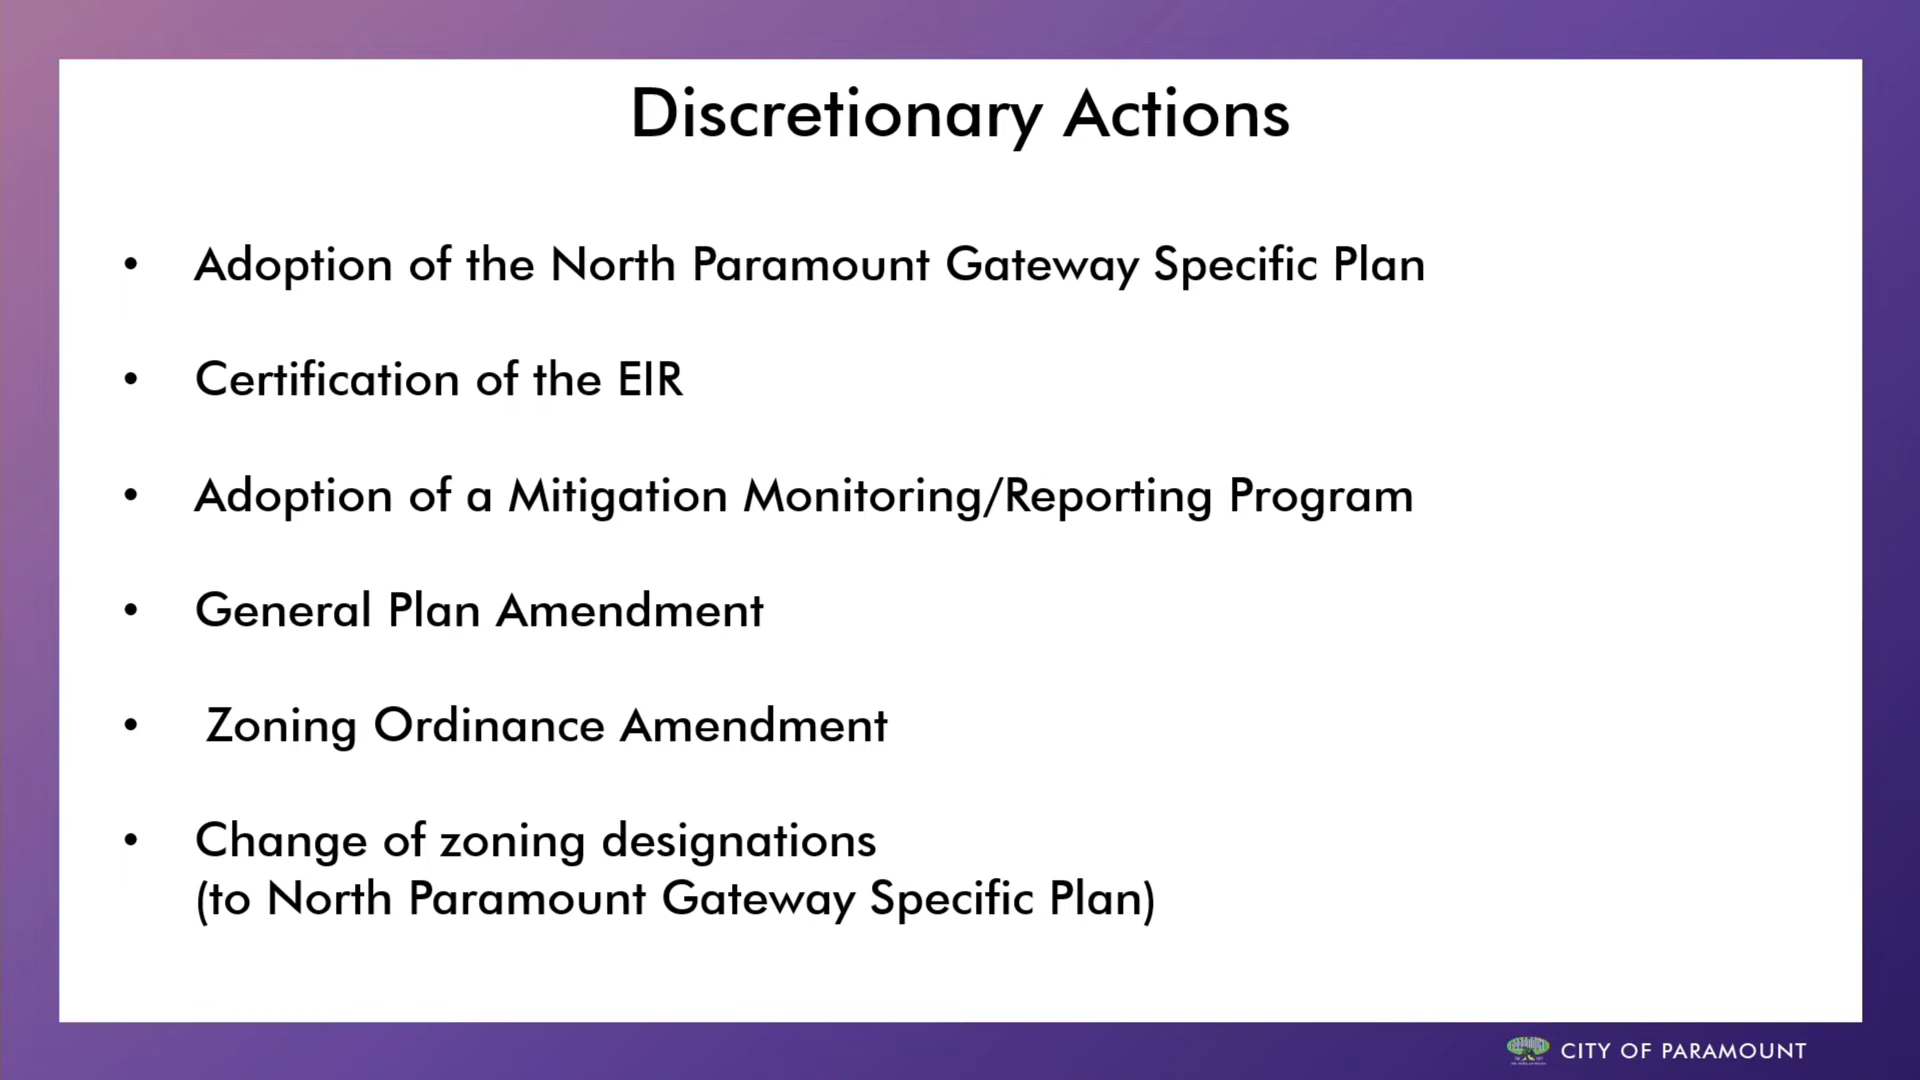 Discretionary Actions
• Adoption of the North Paramount Gateway Specific Plan
• Certification of the EIR
• Adoption of a Mitigation Monitoring/Reporting Program
• General Plan Amendment
• Zoning Ordinance Amendment
• Change of zoning designations
(to North Paramount Gateway Specific Plan)
CITY OF PARAMOUNT